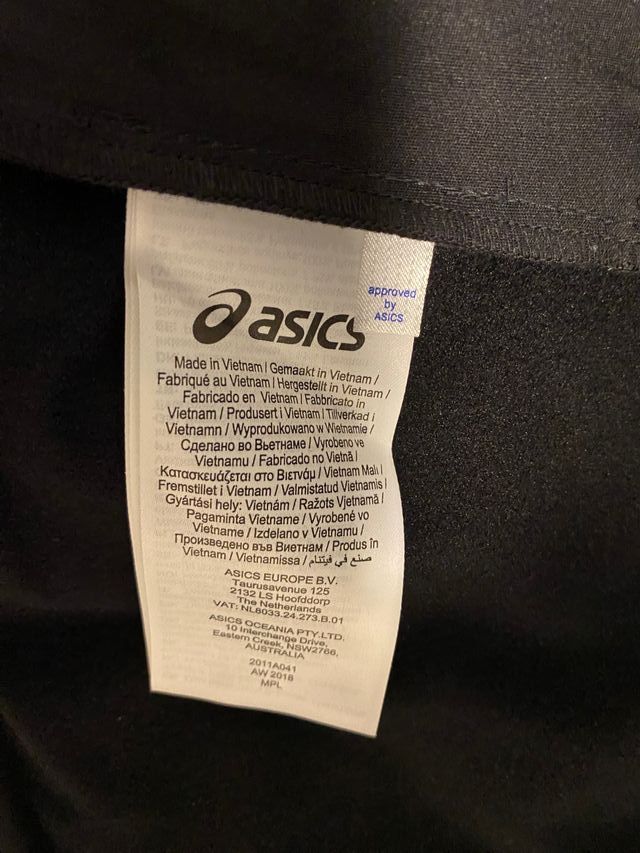 asics
approved
by
ASICS
Made in Vietnam / Gemaakt in Vietnam /
Fabriqué au Vietnam / Hergestellt in Vietnam /
Fabricado en Vietnam / Fabbricato in
Vietnam / Produsert i Vietnam / Tillverkad i
Vietnamn / Wyprodukowano w Wietnamie /
Сделано во Вьетнаме / Vyrobeno ve
Vietnamu / Fabricado no Vietnã /
Κατασκευάζεται στο Βιετνάμ / Vietnam Malı /
Fremstillet i Vietnam / Valmistatud Vietnamis /
Gyártási hely: Vietnám / Ražots Vjetnamā /
Pagaminta Vietname / Vyrobené vo
Vietname / Izdelano v Vietnamu /
Произведено във Виетнам / Produs în
Vietnam / Vietnamissa / صنع في فيتنام
ASICS EUROPE B.V.
Taurusavenue 125
2132 LS Hoofddorp
The Netherlands
VAT: NL8033.24.273.B.01
ASICS OCEANIA PTY.LTD.
10 Interchange Drive,
Eastern Creek, NSW2766,
AUSTRALIA
2011A041
AW 2018
MPL